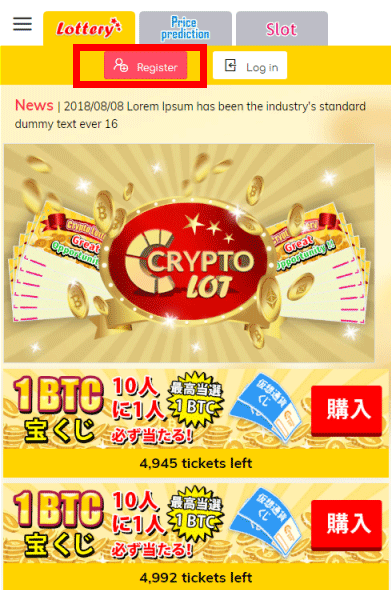 Lottery
Price
prediction
Slot
Register
Log in
News | 2018/08/08 Lorem Ipsum has been the industry's standard
dummy text ever 16
Great
Opportunity !!
Great
Opportunity !!
CRYPTO
LOT
1BTC
宝くじ
10人
に1人
必ず当たる!
最高当選
1BTC
仮想通貨
くじ
購入
4,945 tickets left
1BTC
宝くじ
10人
に1人
必ず当たる!
最高当選
1BTC
仮想通貨
くじ
購入
4,992 tickets left